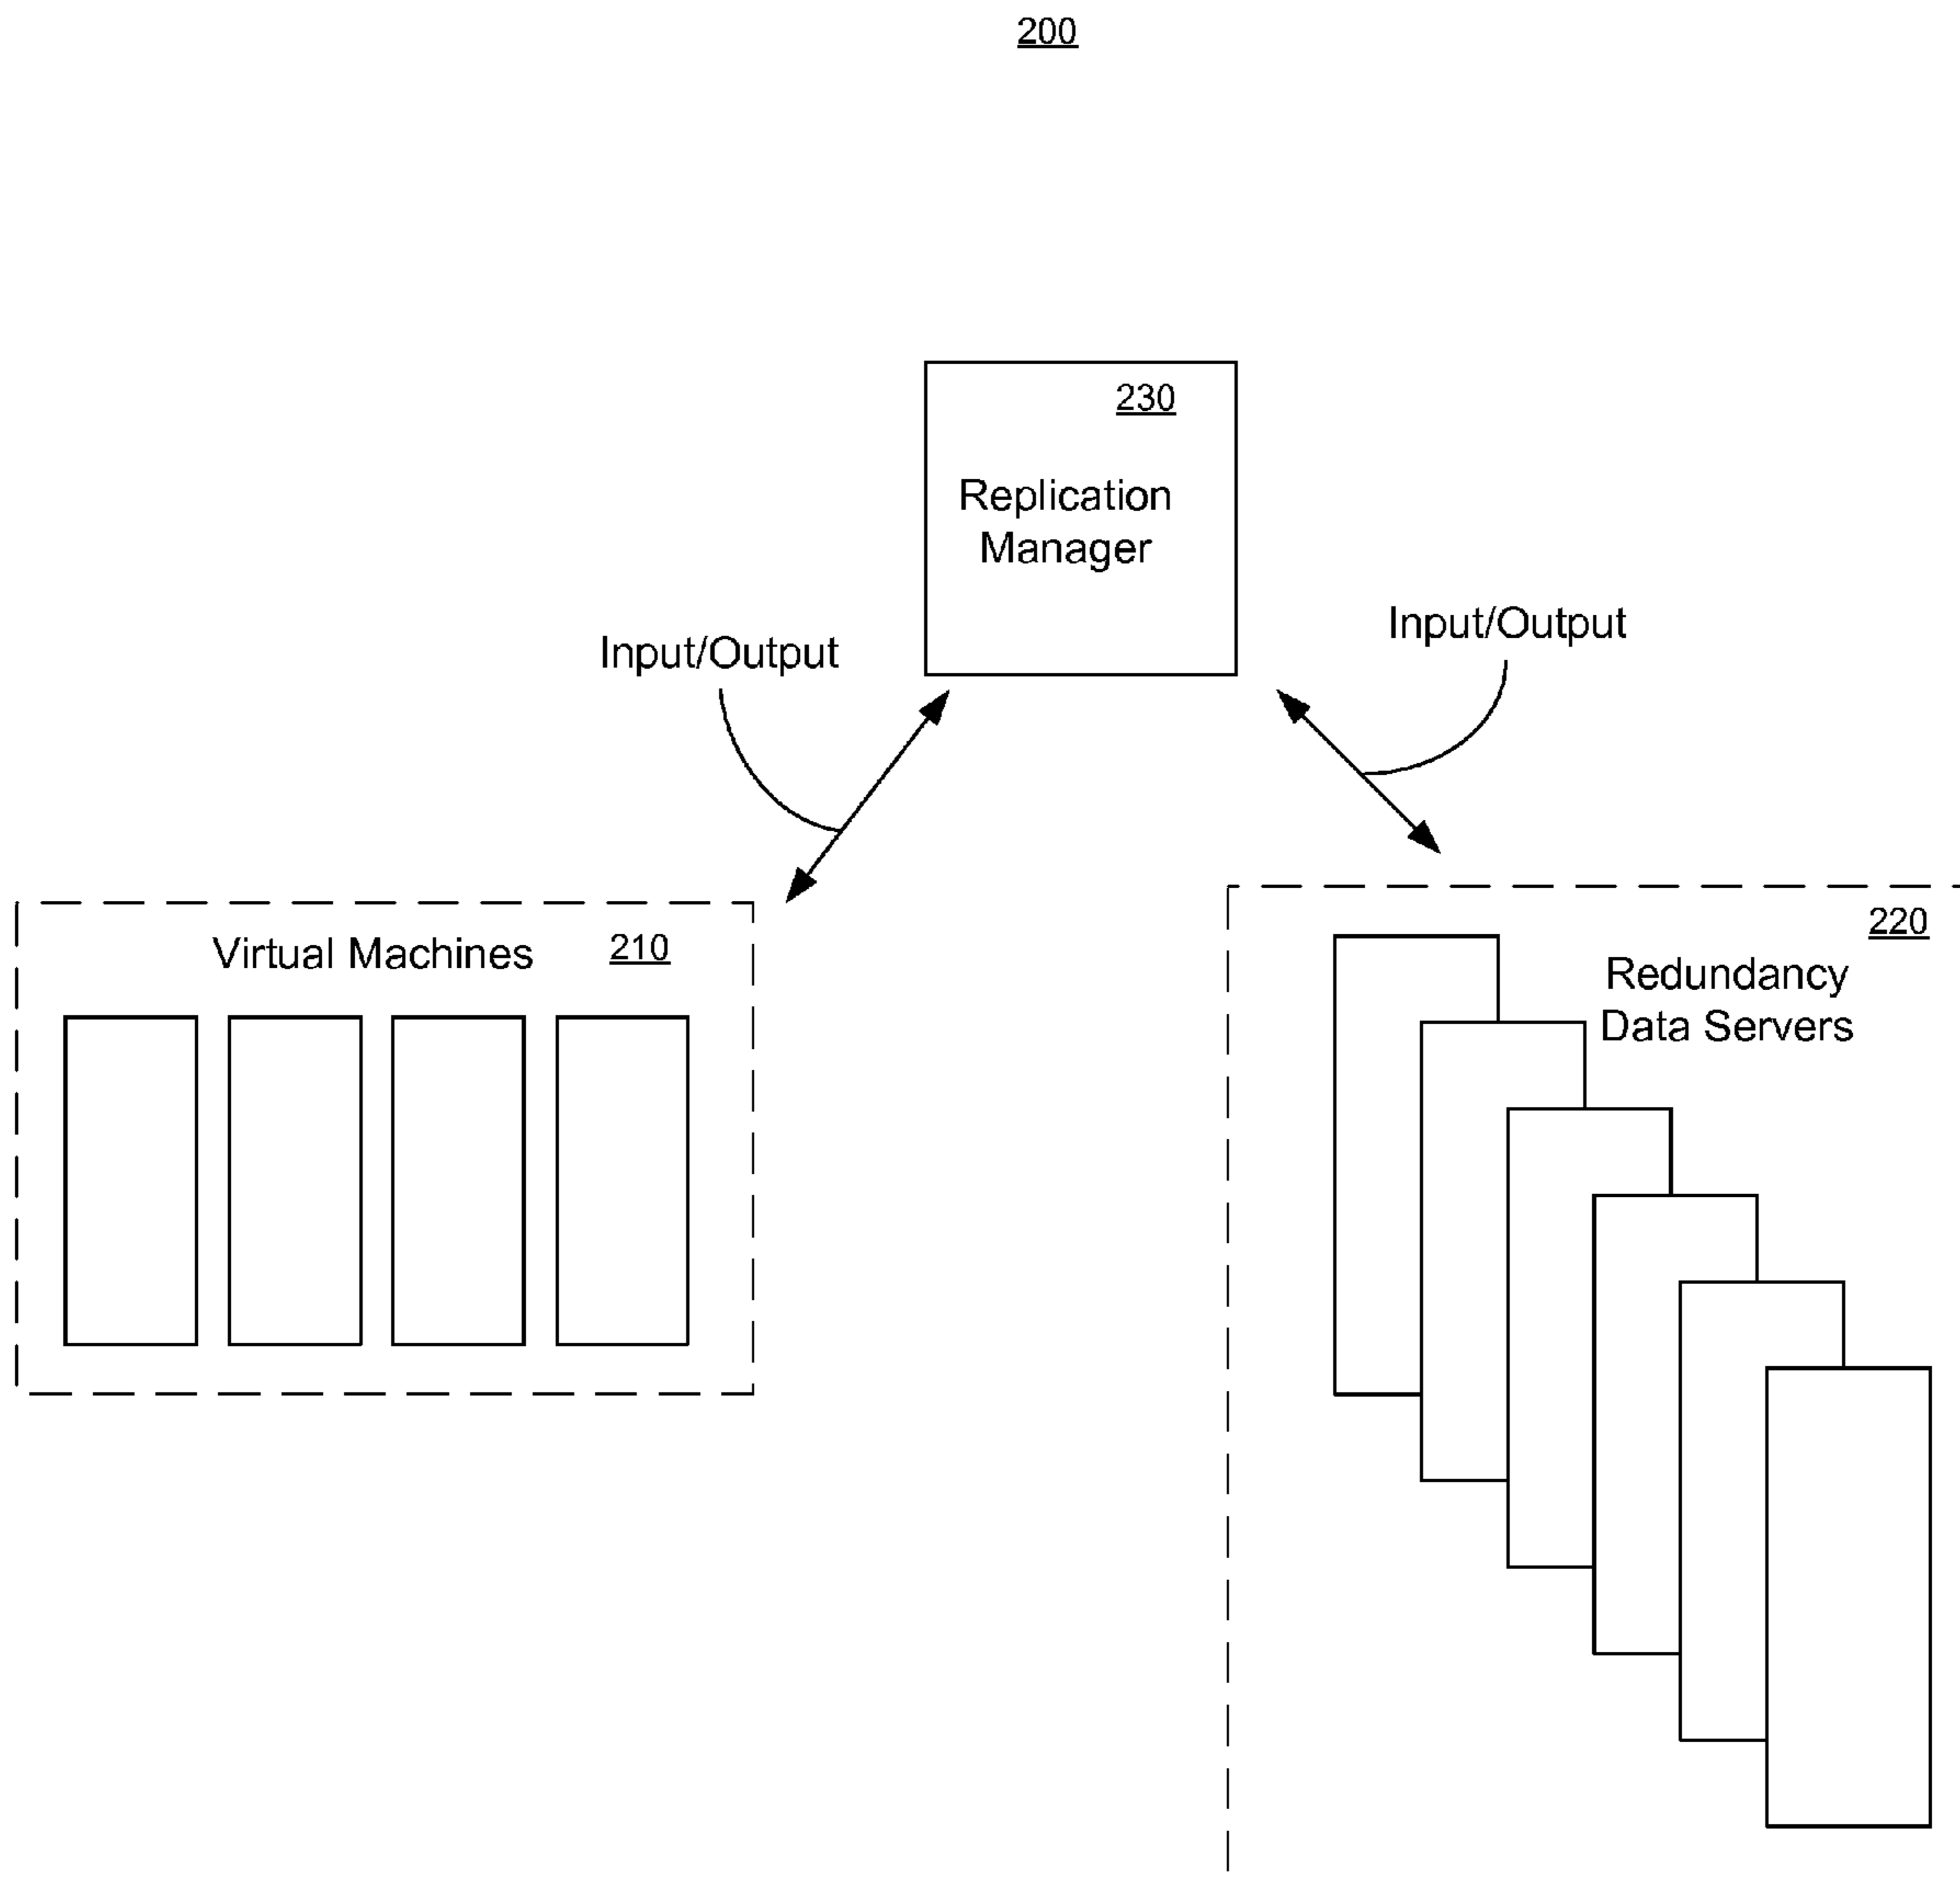 200
230
Replication
Manager
Input/Output
Input/Output
Virtual Machines 210
220
Redundancy
Data Servers